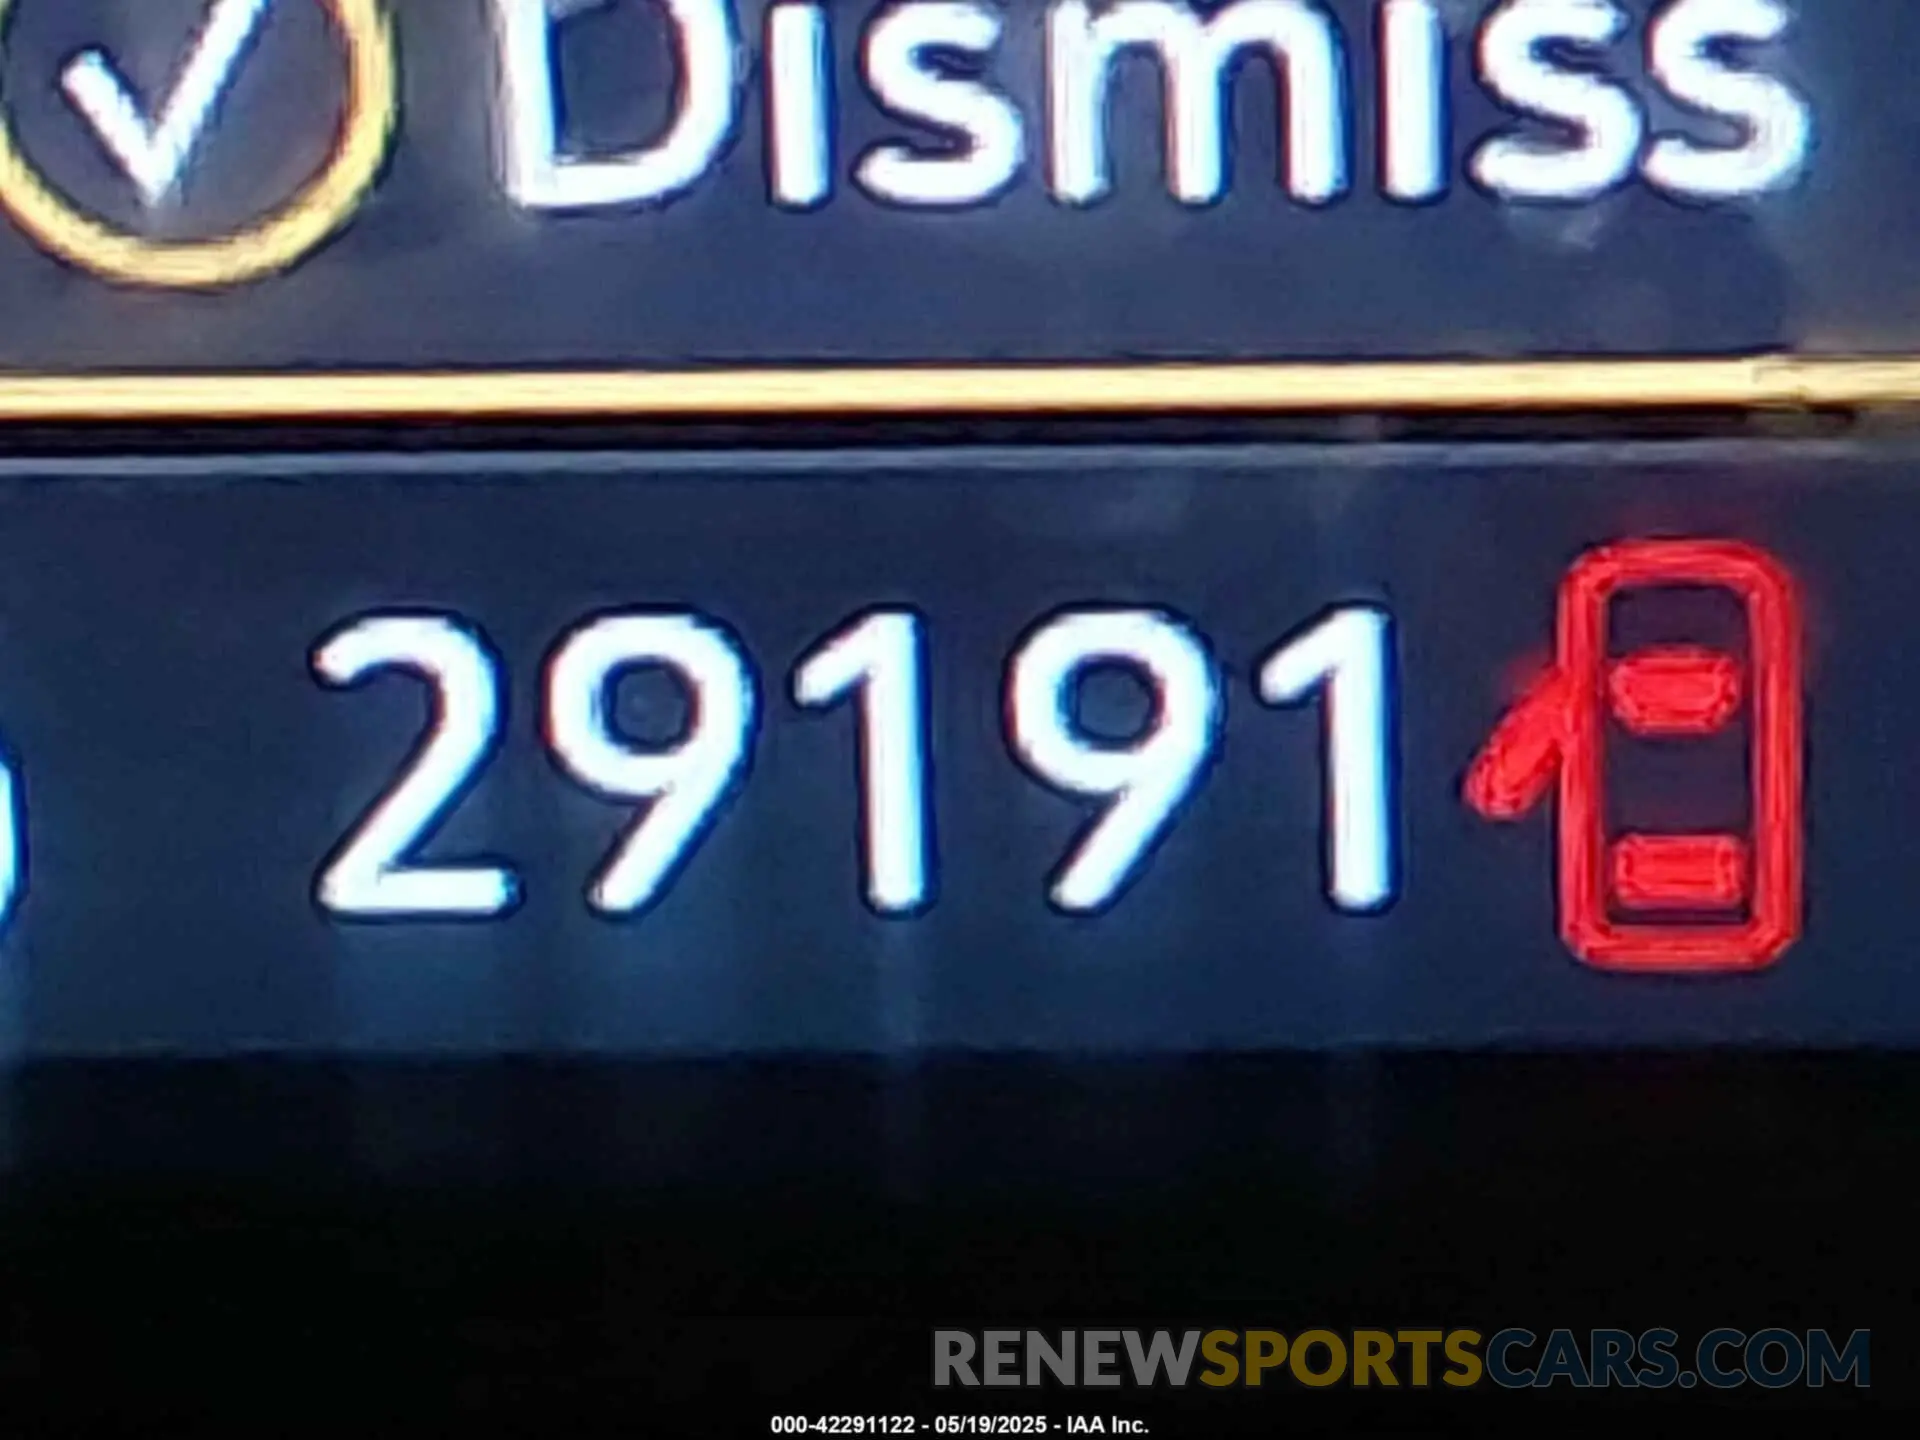 Dismiss
29191
RENEWSPORTSCARS.COM
000-42291122 - 05/19/2025 - IAA Inc.